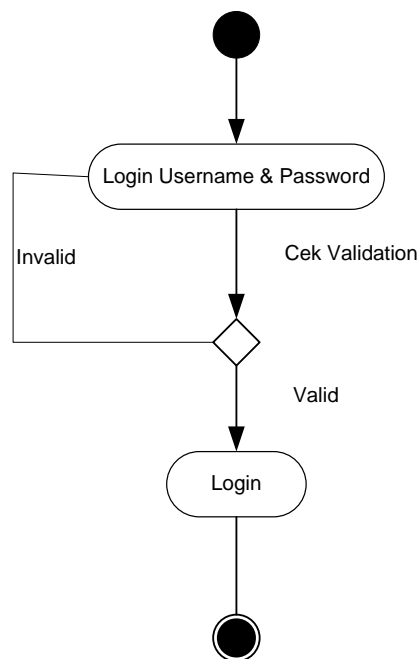 Login Username & Password
Invalid
Cek Validation
Valid
Login